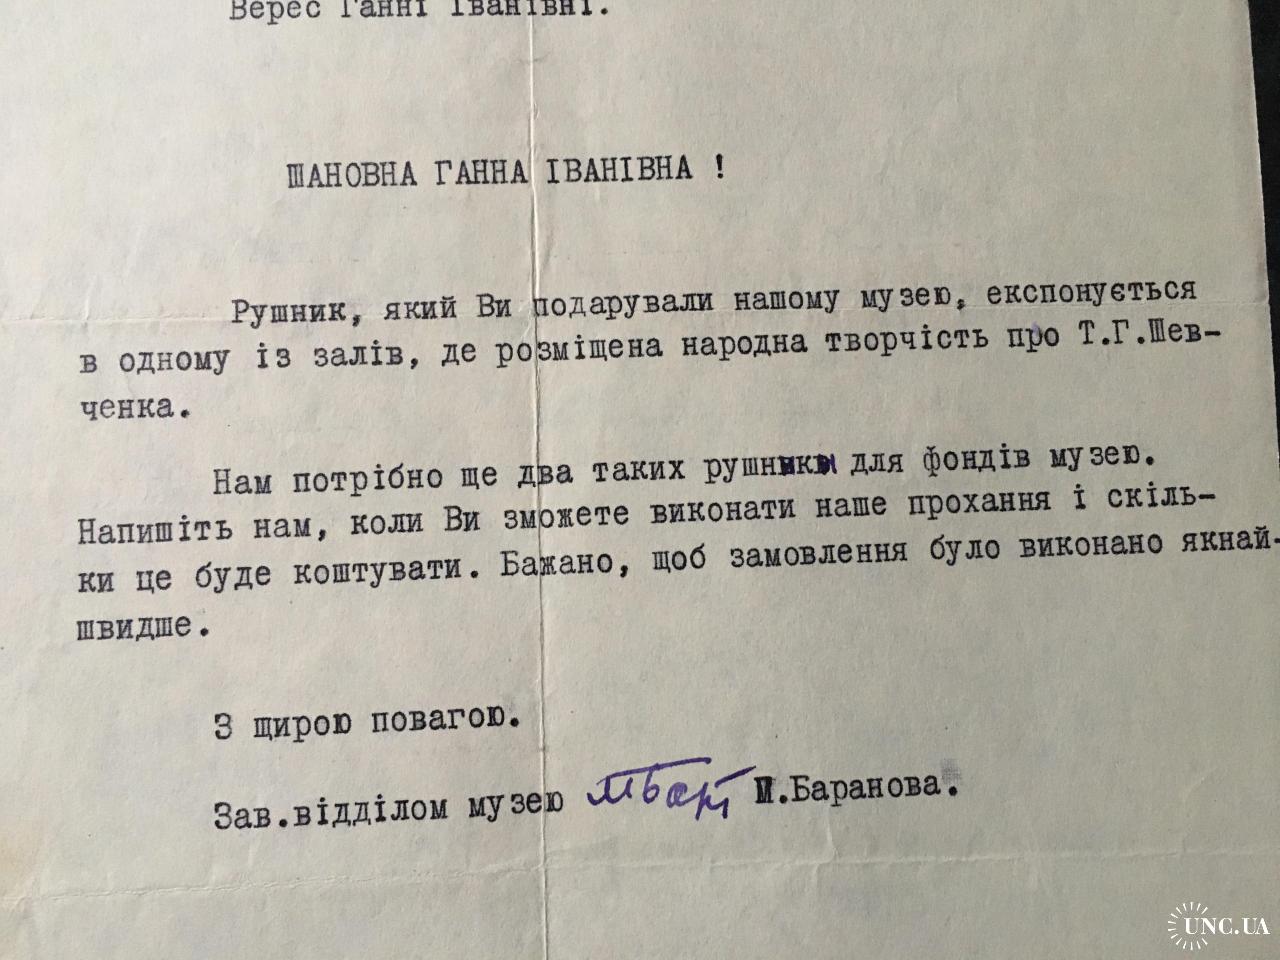 Верес Ганні Іванівні.
ШАНОВНА ГАННА ІВАНІВНА !
Рушник, який Ви подарували нашому музею, експонується
в одному із залів, де розміщена народна творчість про Т.Г.Шев-
ченка.
Нам потрібно ще два таких рушники для фондів музею.
Напишіть нам, коли Ви зможете виконати наше прохання і скіль-
ки це буде коштувати. Бажано, щоб замовлення було виконано якнай-
швидше.
З щирою повагою.
Зав.відділом музею Баранова.
UNC.UA